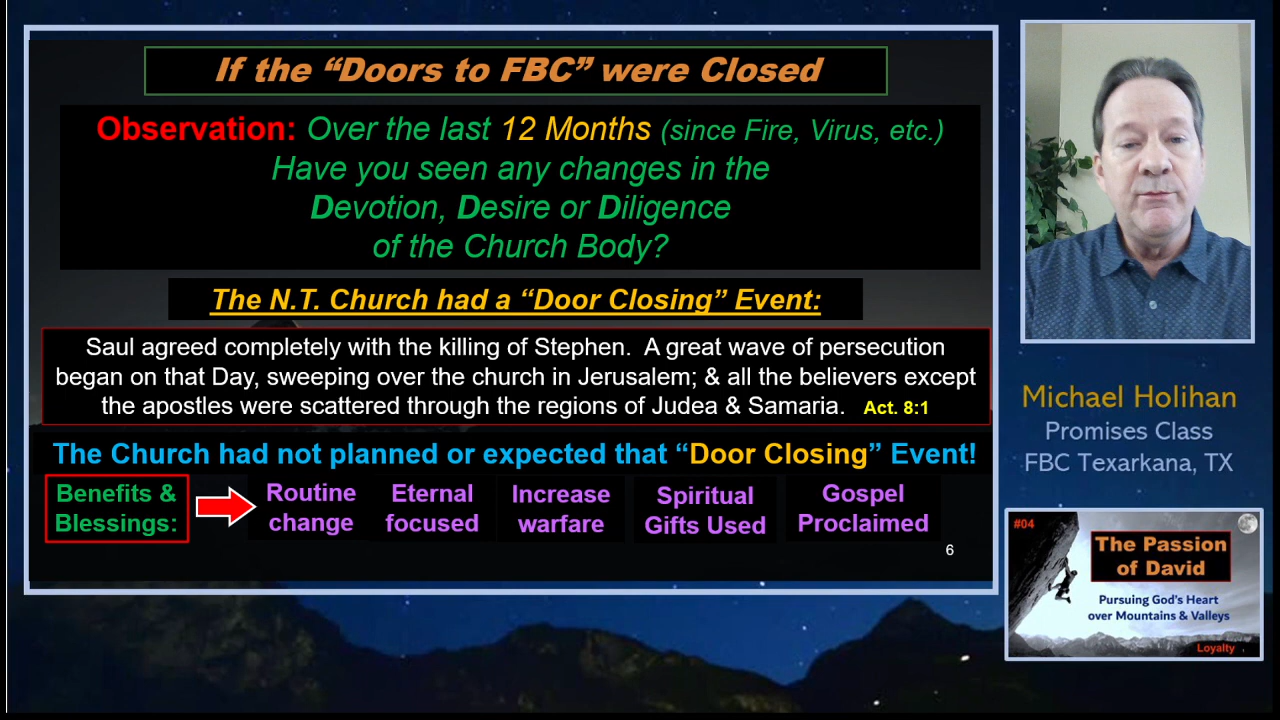 If the “Doors to FBC” were Closed
Observation: Over the last 12 Months (since Fire, Virus, etc.)
Have you seen any changes in the
Devotion, Desire or Diligence
of the Church Body?
The N.T. Church had a “Door Closing” Event:
Saul agreed completely with the killing of Stephen. A great wave of persecution
began on that Day, sweeping over the church in Jerusalem; & all the believers except
the apostles were scattered through the regions of Judea & Samaria. Act. 8:1
The Church had not planned or expected that “Door Closing” Event!
Benefits &
Blessings:
Routine
change
Eternal
focused
Increase
warfare
Spiritual
Gifts Used
Gospel
Proclaimed
6
Michael Holihan
Promises Class
FBC Texarkana, TX
#04
The Passion
of David
Pursuing God's Heart
over Mountains & Valleys
Loyalty